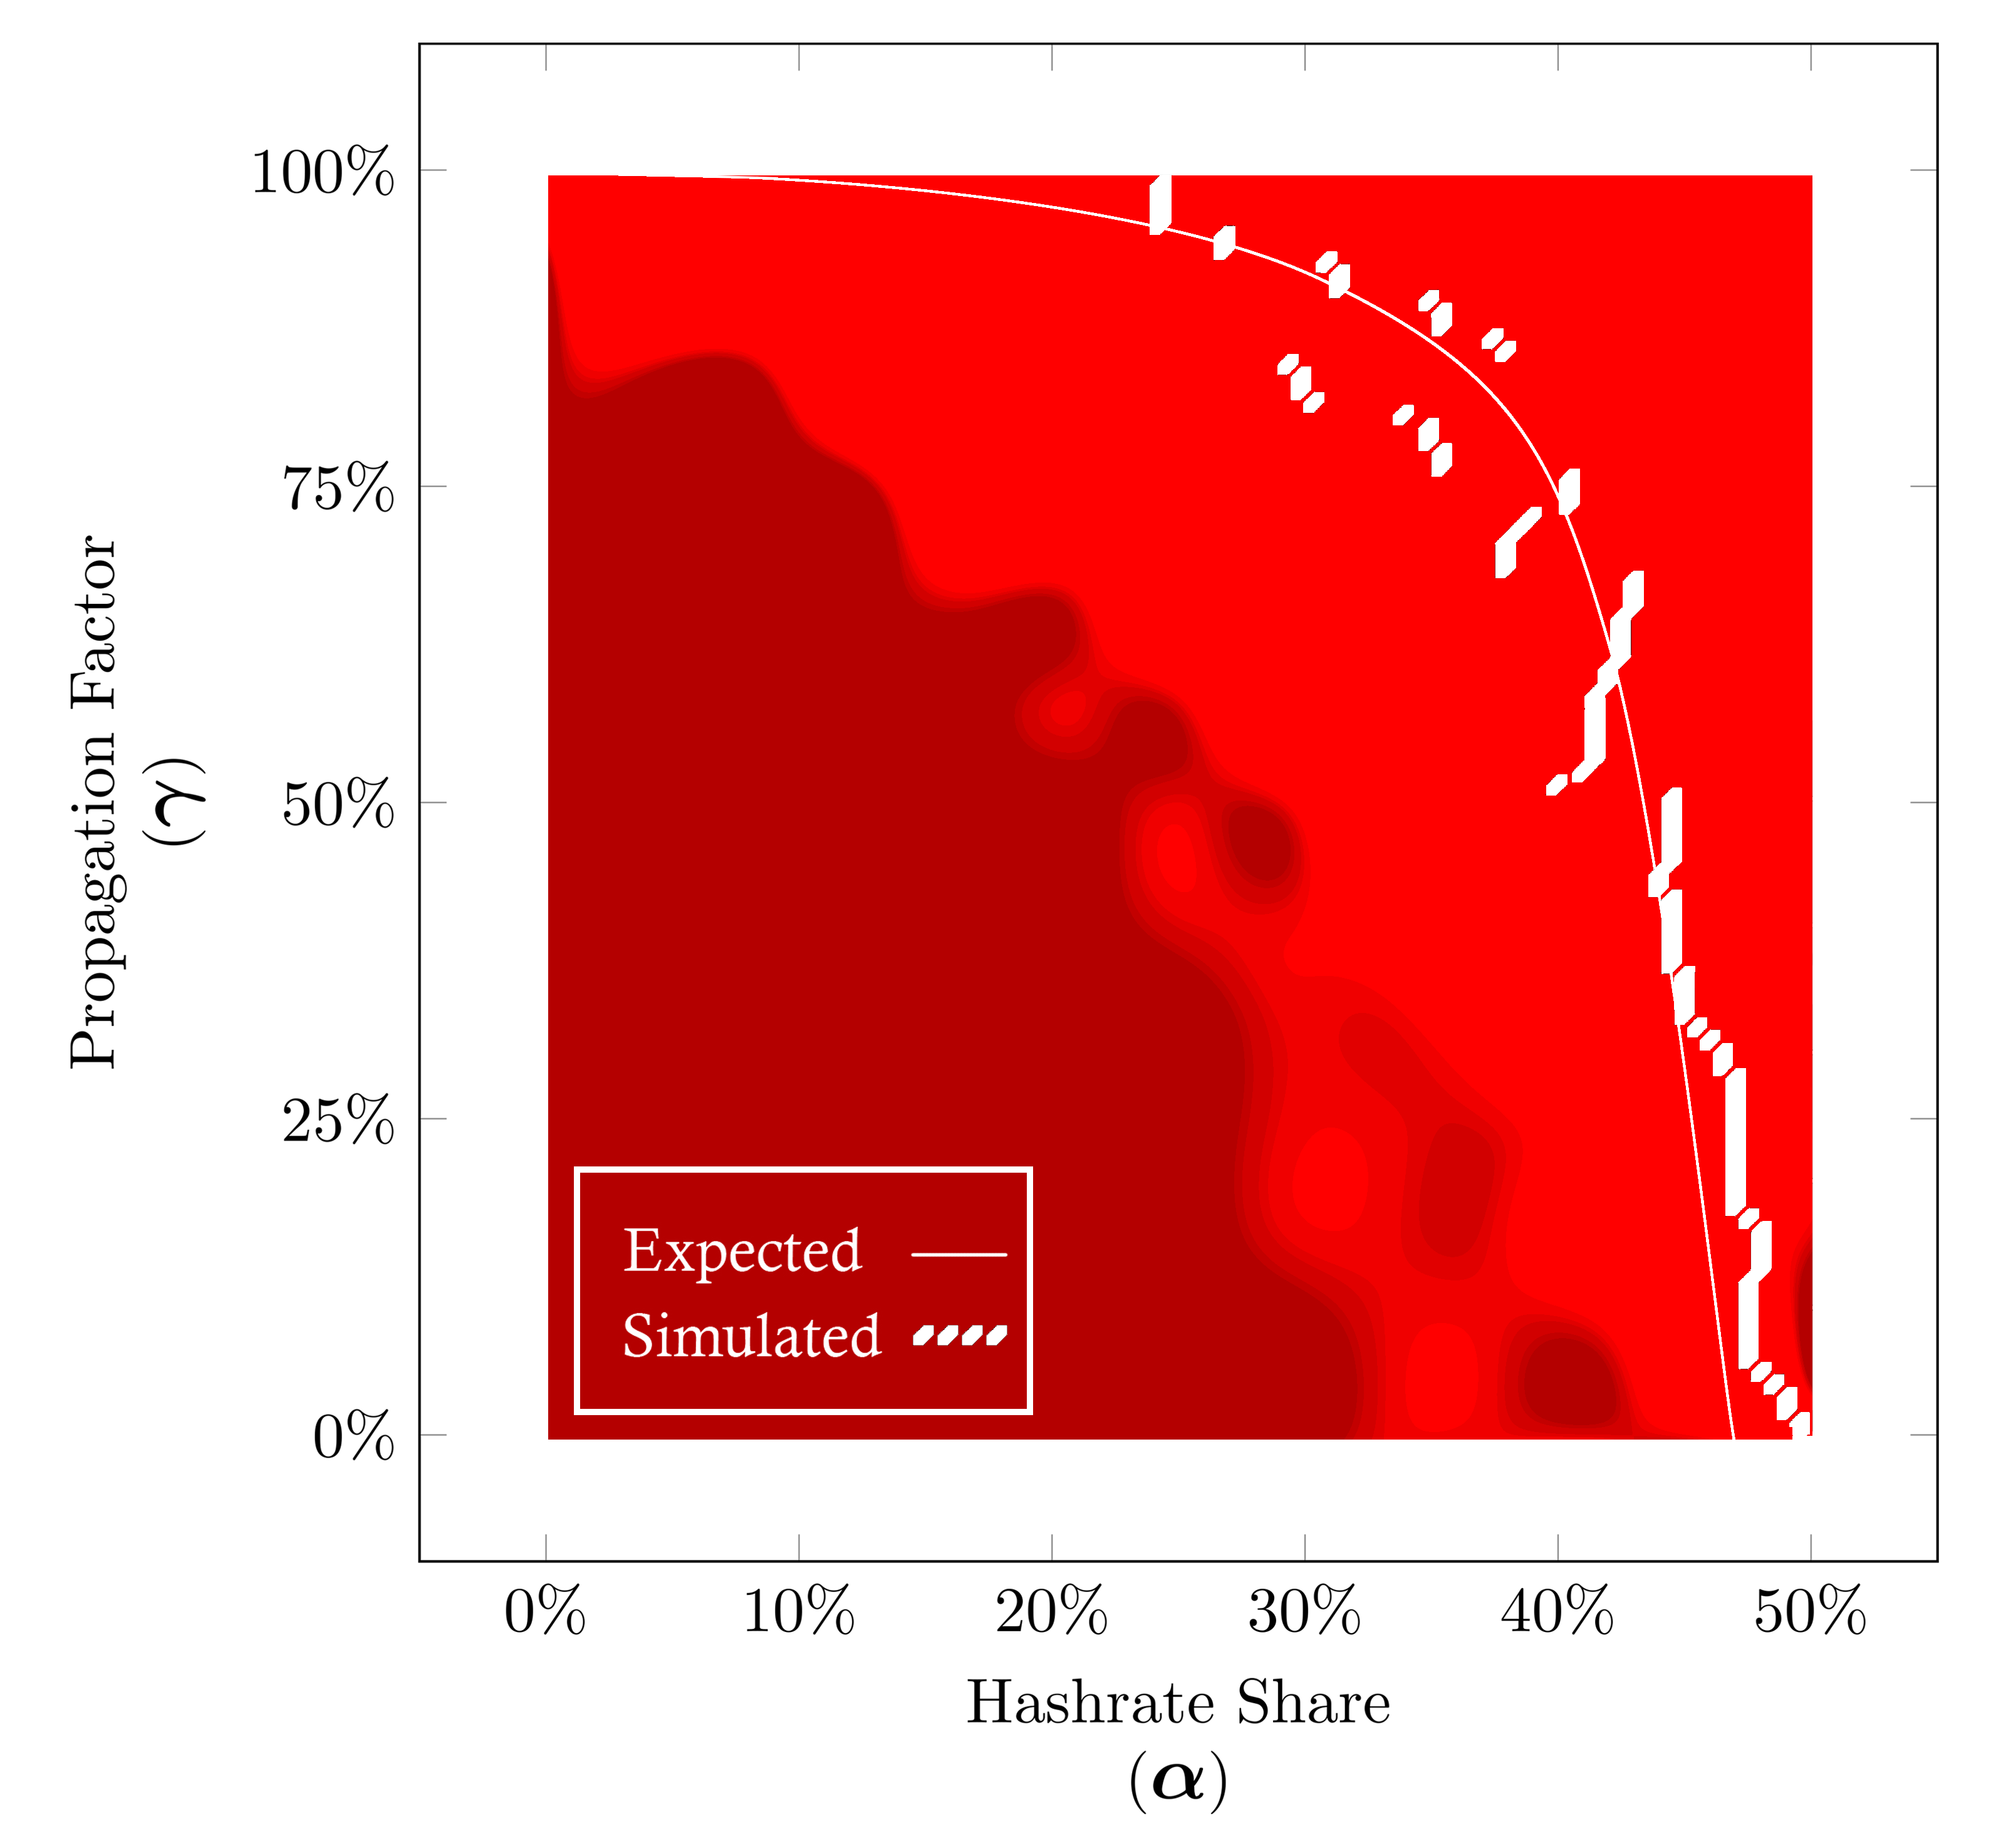 100%
75%
50%
25%
0%
Propagation Factor
(γ)
Expected
Simulated
0% 10% 20% 30% 40% 50%
Hashrate Share
(α)